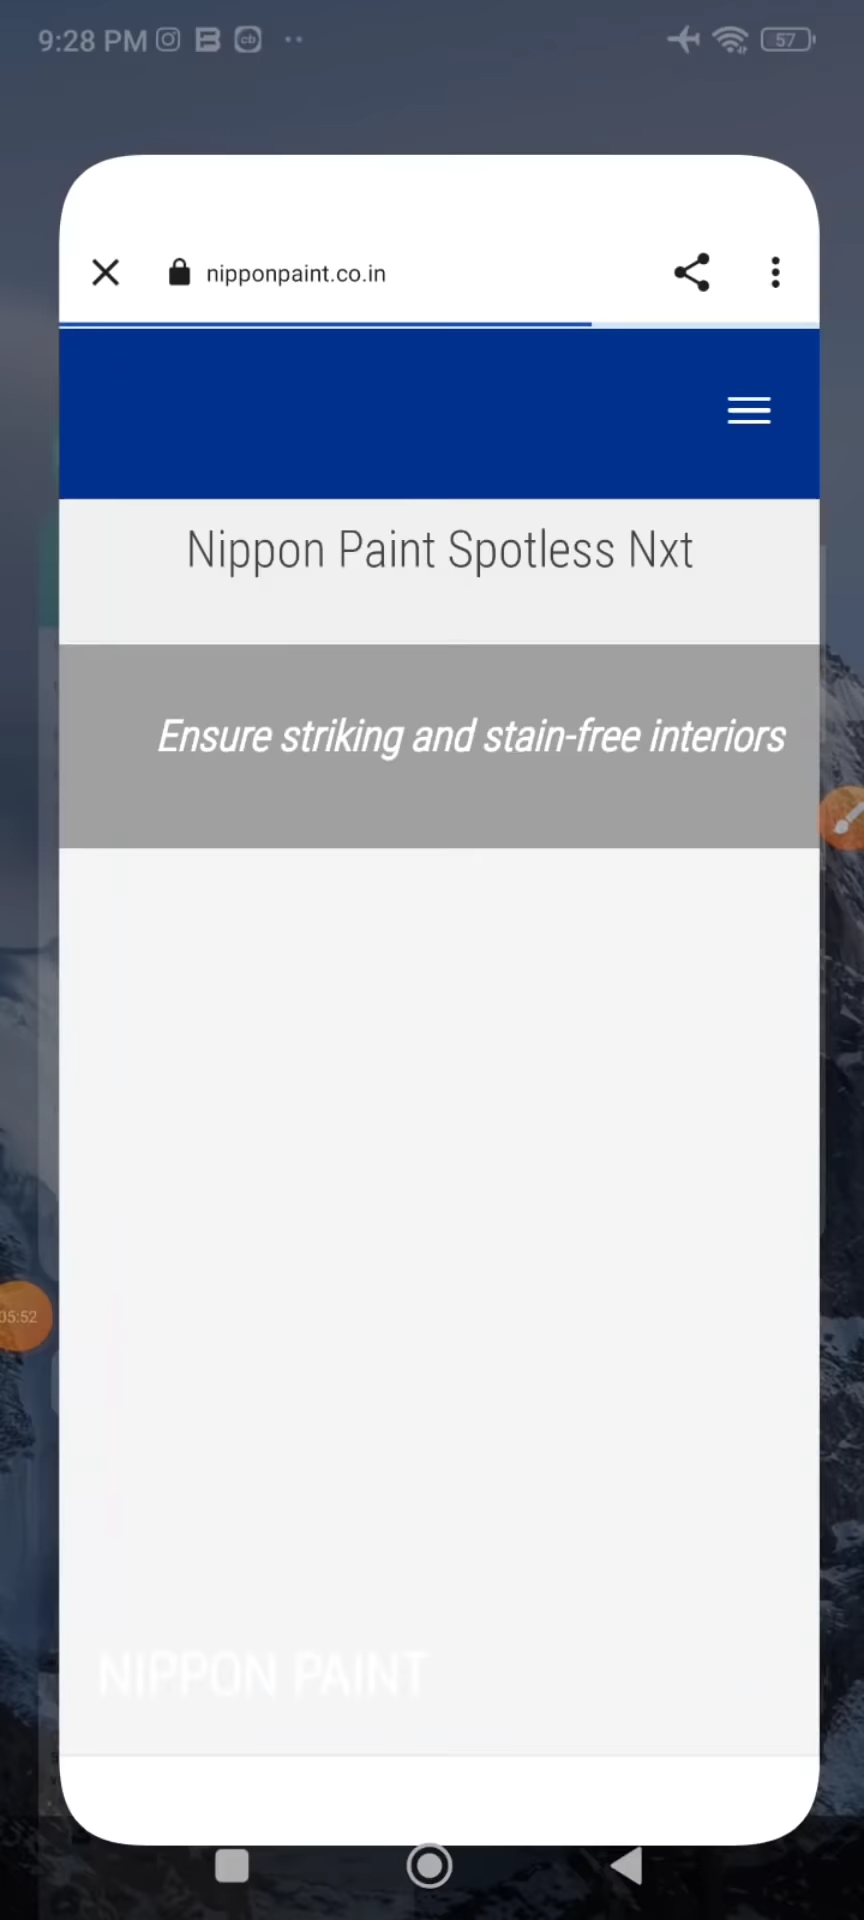 9:28 PM
57
nipponpaint.co.in
Nippon Paint Spotless Nxt
Ensure striking and stain-free interiors
05:52
NIPPON PAINT